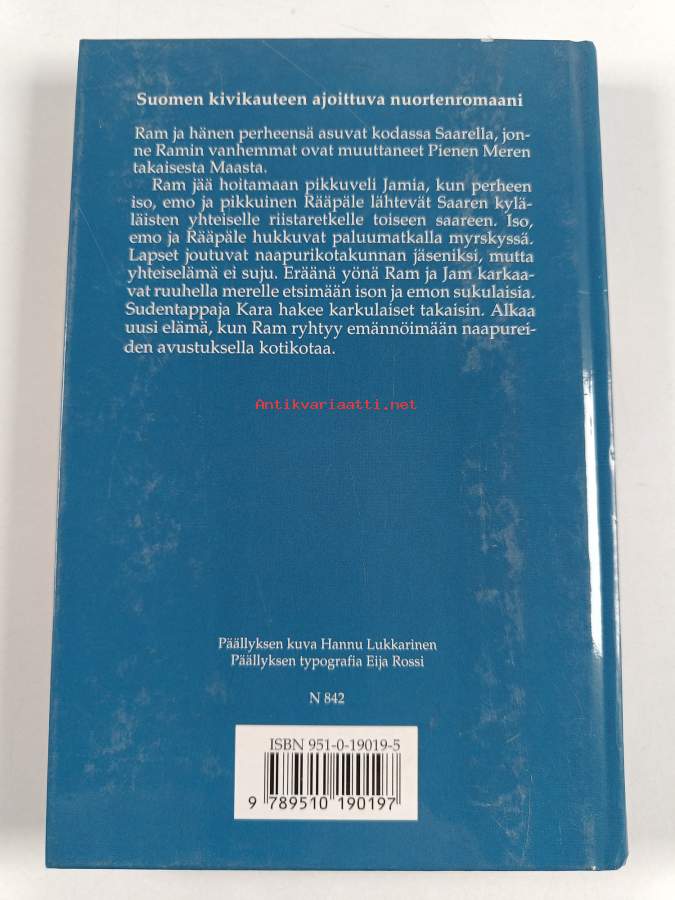 Suomen kivikauteen ajoittuva nuortenromaani
Ram ja hänen perheensä asuvat kodassa Saarella, jon-
ne Ramin vanhemmat ovat muuttaneet Pienen Meren
takaisesta Maasta.
Ram jää hoitamaan pikkuveli Jamia, kun perheen
iso, emo ja pikkuinen Rääpäle lähtevät Saaren kylä-
läisten yhteiselle riistaretkelle toiseen saareen. Iso,
emo ja Rääpäle hukkuvat paluumatkalla myrskyssä.
Lapset joutuvat naapurikotakunnan jäseniksi, mutta
yhteiselämä ei suju. Eräänä yönä Ram ja Jam karkaa-
vat ruuhella merelle etsimään ison ja emon sukulaisia.
Sudentappaja Kara hakee karkulaiset takaisin. Alkaa
uusi elämä, kun Ram ryhtyy emännöimään naapurei-
den avustuksella kotikotaa.
Antikvariaatti.net
Päällyksen kuva Hannu Lukkarinen
Päällyksen typografia Eija Rossi
N 842
ISBN 951-0-19019-5
9 789510 190197